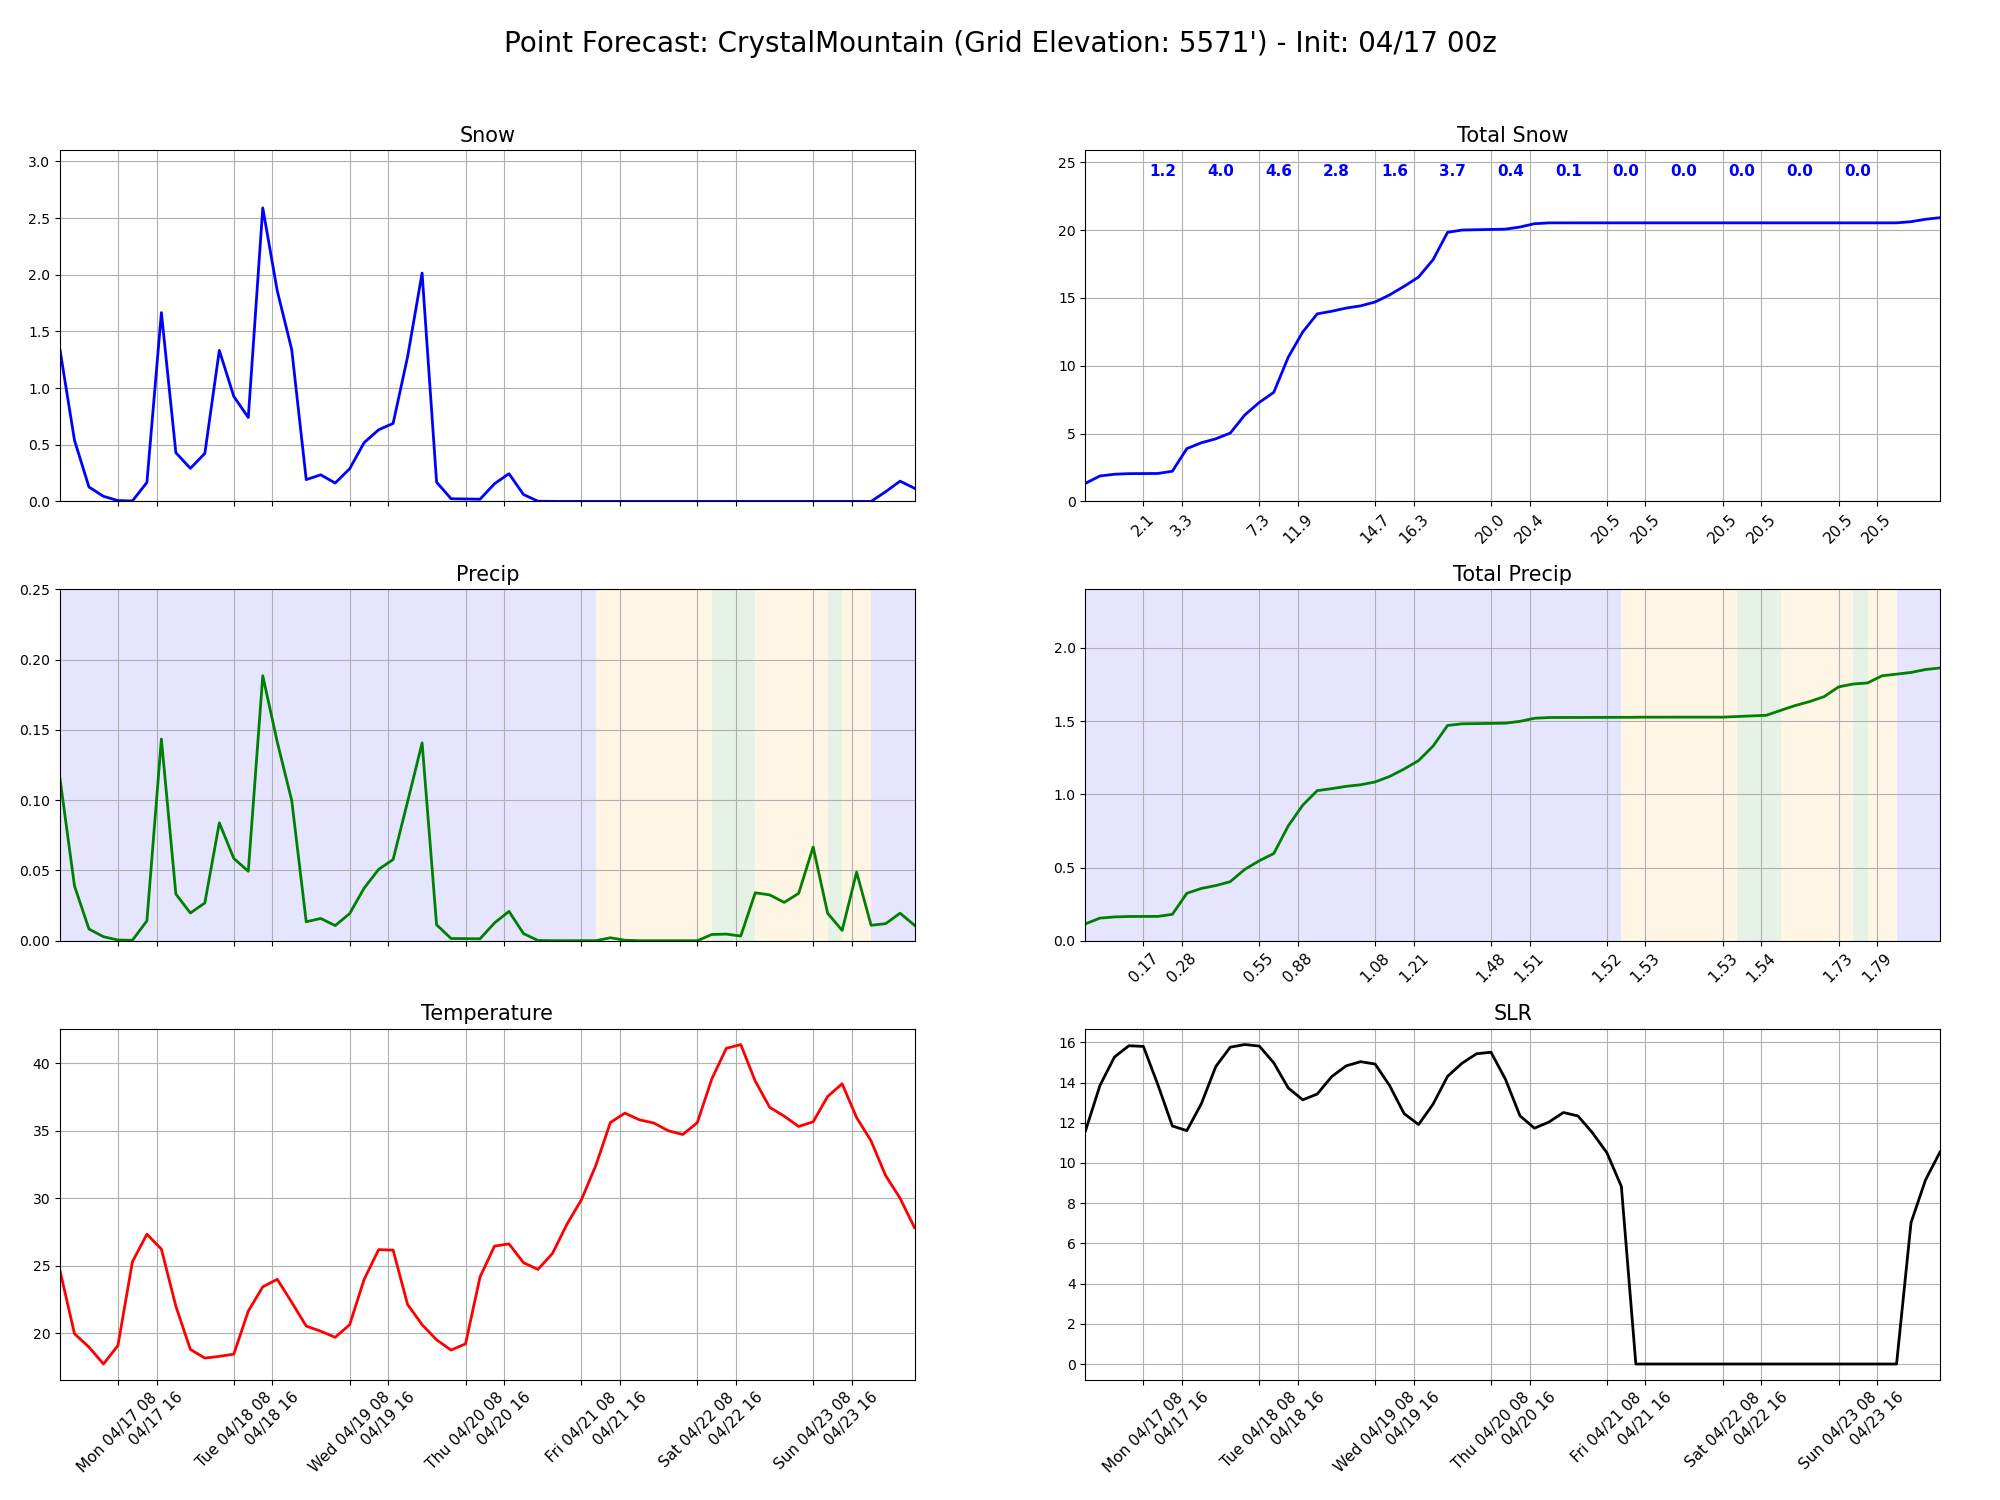 Point Forecast: CrystalMountain (Grid Elevation: 5571') - Init: 04/17 00z
Snow
3.0
2.5
2.0
1.5
1.0
0.5
0.0
Total Snow
1.2 4.0 4.6 2.8 1.6 3.7 0.4 0.1 0.0 0.0 0.0 0.0 0.0
25
20
15
10
5
0
2.1 3.3 7.3 11.9 14.7 16.3 20.0 20.4 20.5 20.5 20.5 20.5 20.5 20.5
Precip
0.25
0.20
0.15
0.10
0.05
0.00
Total Precip
2.0
1.5
1.0
0.5
0.0
0.17 0.28 0.55 0.88 1.08 1.21 1.48 1.51 1.52 1.53 1.53 1.54 1.73 1.79
Temperature
40
35
30
25
20
Mon 04/17 08
04/17 16
Tue 04/18 08
04/18 16
Wed 04/19 08
04/19 16
Thu 04/20 08
04/20 16
Fri 04/21 08
04/21 16
Sat 04/22 08
04/22 16
Sun 04/23 08
04/23 16
SLR
16
14
12
10
8
6
4
2
0
Mon 04/17 08
04/17 16
Tue 04/18 08
04/18 16
Wed 04/19 08
04/19 16
Thu 04/20 08
04/20 16
Fri 04/21 08
04/21 16
Sat 04/22 08
04/22 16
Sun 04/23 08
04/23 16